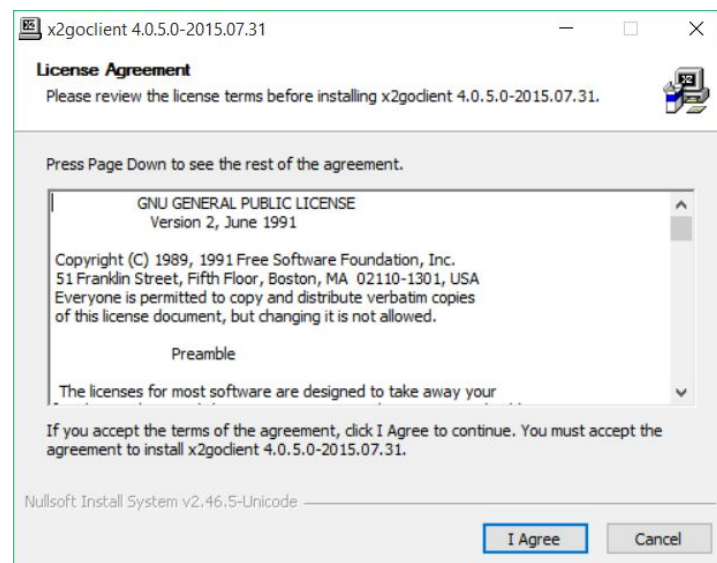 x2goclient 4.0.5.0-2015.07.31
License Agreement
Please review the license terms before installing x2goclient 4.0.5.0-2015.07.31.
Press Page Down to see the rest of the agreement.
GNU GENERAL PUBLIC LICENSE
Version 2, June 1991
Copyright (C) 1989, 1991 Free Software Foundation, Inc.
51 Franklin Street, Fifth Floor, Boston, MA 02110-1301, USA
Everyone is permitted to copy and distribute verbatim copies
of this license document, but changing it is not allowed.
Preamble
The licenses for most software are designed to take away your
If you accept the terms of the agreement, click I Agree to continue. You must accept the
agreement to install x2goclient 4.0.5.0-2015.07.31.
Nullsoft Install System v2.46.5-Unicode
I Agree Cancel